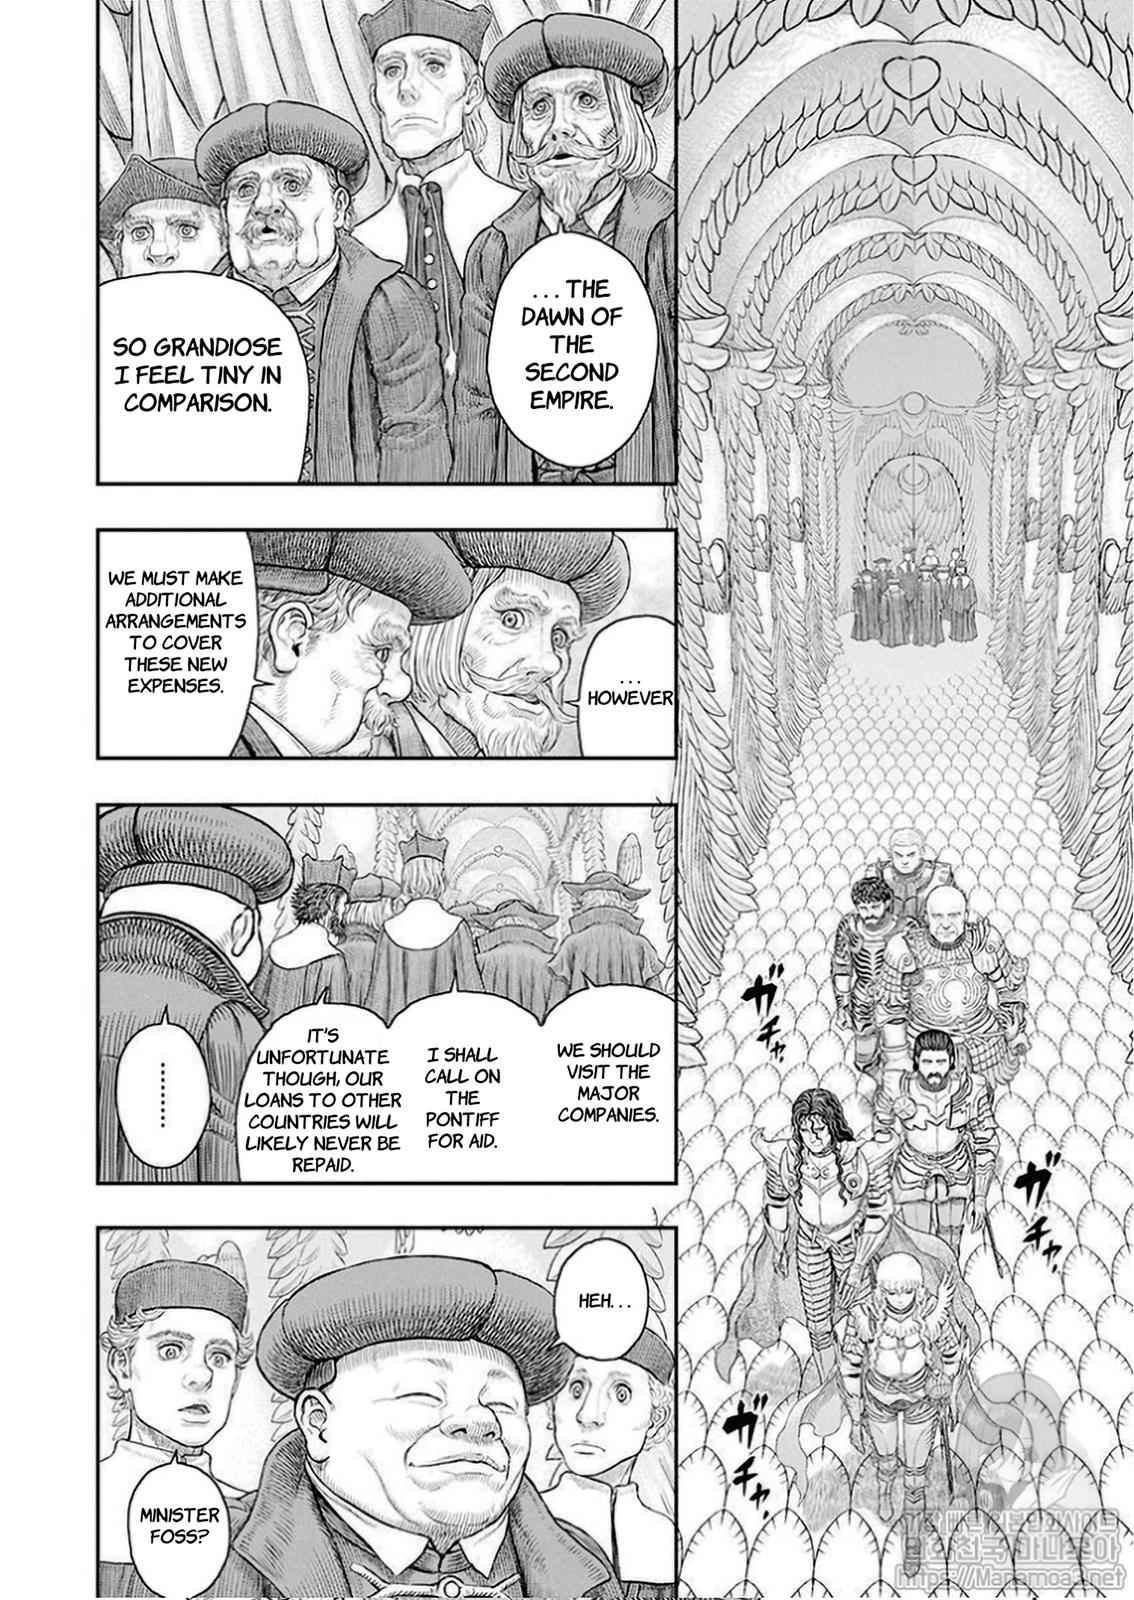 . . . THE
DAWN OF
THE
SECOND
EMPIRE.
SO GRANDIOSE
I FEEL TINY IN
COMPARISON.
. . .
HOWEVER
WE MUST MAKE
ADDITIONAL
ARRANGEMENTS
TO COVER
THESE NEW
EXPENSES.
WE SHOULD
VISIT THE
MAJOR
COMPANIES.
I SHALL
CALL ON
THE
PONTIFF
FOR AID.
IT'S
UNFORTUNATE
THOUGH, OUR
LOANS TO OTHER
COUNTRIES WILL
LIKELY NEVER BE
REPAID.
..........
HEH. . .
MINISTER
FOSS?
ガチャ
ガチャ
ガチャ
https://Manamoa3.net